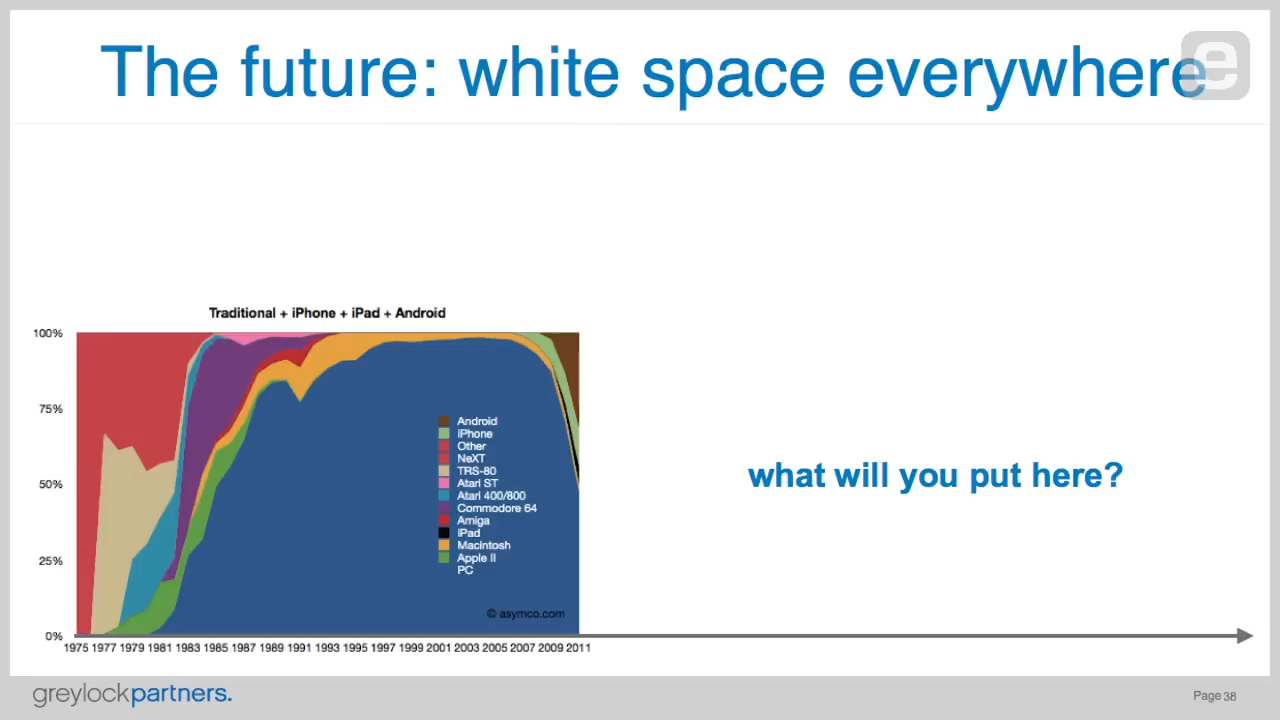 The future: white space everywhere
e
Traditional + iPhone + iPad + Android
100%
75%
50%
25%
0%
Android
iPhone
Other
NeXT
TRS-80
Atari ST
Atari 400/800
Commodore 64
Amiga
iPad
Macintosh
Apple II
PC
© asymco.com
what will you put here?
1975 1977 1979 1981 1983 1985 1987 1989 1991 1993 1995 1997 1999 2001 2003 2005 2007 2009 2011
greylockpartners.
Page 38